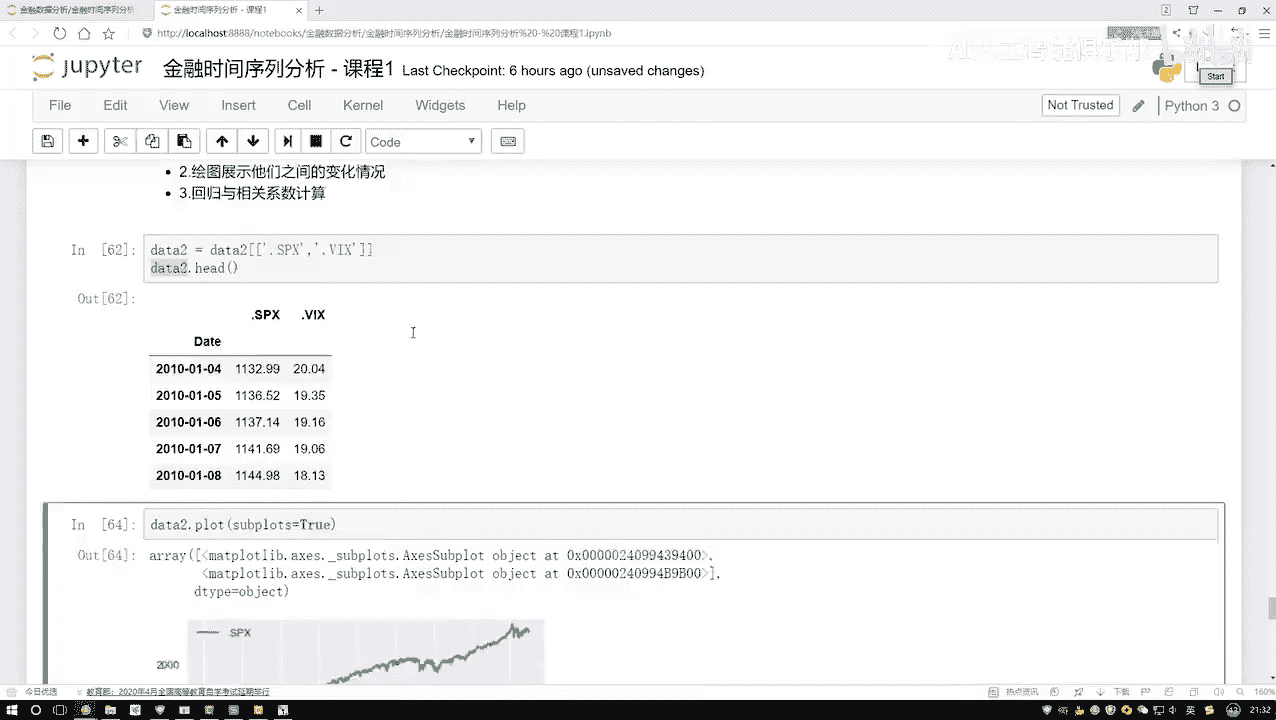 金融数据分析/金融时间序列分析 金融时间序列分析 - 课程1
http://localhost:8888/notebooks/金融数据分析/金融时间序列分析/金融时间序列分析%20-%20课程1.ipynb
jupyter 金融时间序列分析 - 课程1 Last Checkpoint: 6 hours ago (unsaved changes)
Start
File Edit View Insert Cell Kernel Widgets Help
Not Trusted Python 3
Code
2.绘图展示他们之间的变化情况
3.回归与相关系数计算
In [62]: data2 = data2[['.SPX','.VIX']]
data2.head()
Out[62]:
.SPX .VIX
Date
2010-01-04 1132.99 20.04
2010-01-05 1136.52 19.35
2010-01-06 1137.14 19.16
2010-01-07 1141.69 19.06
2010-01-08 1144.98 18.13
In [64]: data2.plot(subplots=True)
Out[64]: array([<matplotlib.axes._subplots.AxesSubplot object at 0x0000024099439400>,
<matplotlib.axes._subplots.AxesSubplot object at 0x00000240994B9B00>],
dtype=object)
SPX
2000
今日优选 教育部：2020年4月全国高等教育自学考试延期举行 热点资讯 下载 160%
英 21:32